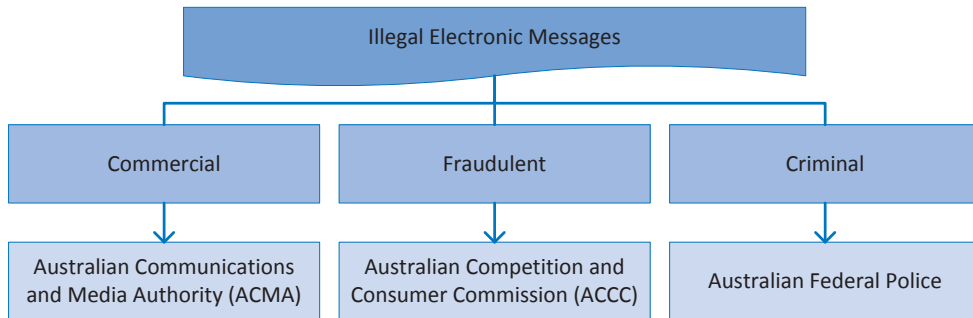 Illegal Electronic Messages
Commercial
Fraudulent
Criminal
Australian Communications
and Media Authority (ACMA)
Australian Competition and
Consumer Commission (ACCC)
Australian Federal Police